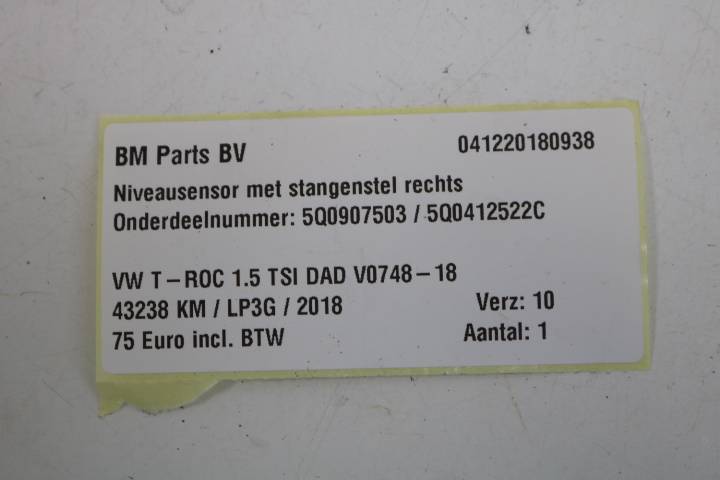 BM Parts BV 041220180938
Niveausensor met stangenstel rechts
Onderdeelnummer: 5Q0907503 / 5Q0412522C
VW T-ROC 1.5 TSI DAD V0748-18
43238 KM / LP3G / 2018 Verz: 10
75 Euro incl. BTW Aantal: 1